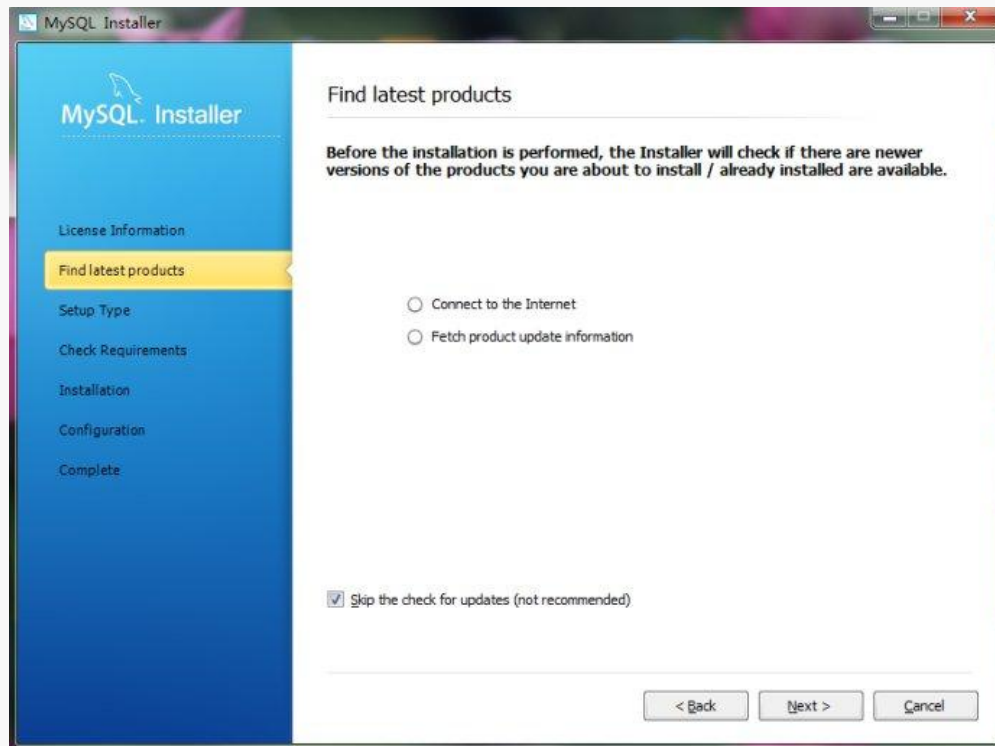 MySQL Installer
MySQL. Installer
License Information
Find latest products
Setup Type
Check Requirements
Installation
Configuration
Complete
Find latest products
Before the installation is performed, the Installer will check if there are newer
versions of the products you are about to install / already installed are available.
Connect to the Internet
Fetch product update information
Skip the check for updates (not recommended)
< Back
Next >
Cancel